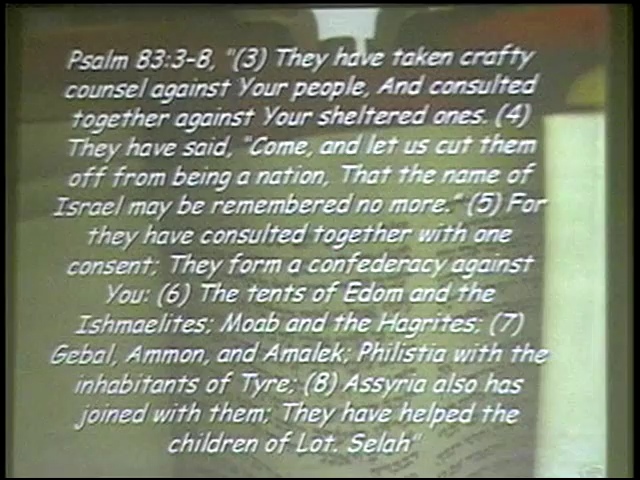 Psalm 83:3-8, "(3) They have taken crafty
counsel against Your people, And consulted
together against Your sheltered ones. (4)
They have said, "Come, and let us cut them
off from being a nation, That the name of
Israel may be remembered no more." (5) For
they have consulted together with one
consent; They form a confederacy against
You: (6) The tents of Edom and the
Ishmaelites; Moab and the Hagrites; (7)
Gebal, Ammon, and Amalek; Philistia with the
inhabitants of Tyre; (8) Assyria also has
joined with them; They have helped the
children of Lot. Selah"